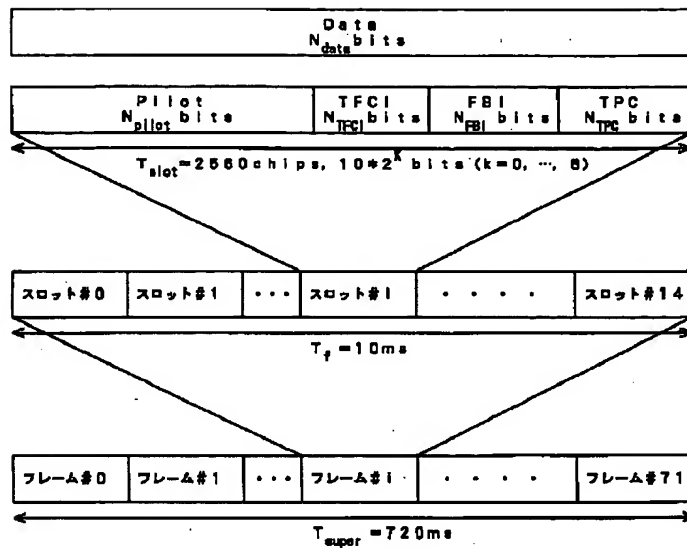 Data
N_data bits
Pilot
N_pilot bits
TFCI
N_TFCI bits
FBI
N_FBI bits
TPC
N_TPC bits
T_slot=2560chips, 10*2^k bits (k=0, …, 6)
スロット#0
スロット#1
・・・
スロット#i
・・・・
スロット#14
T_f=10ms
フレーム#0
フレーム#1
・・・
フレーム#i
・・・・
フレーム#71
T_super=720ms